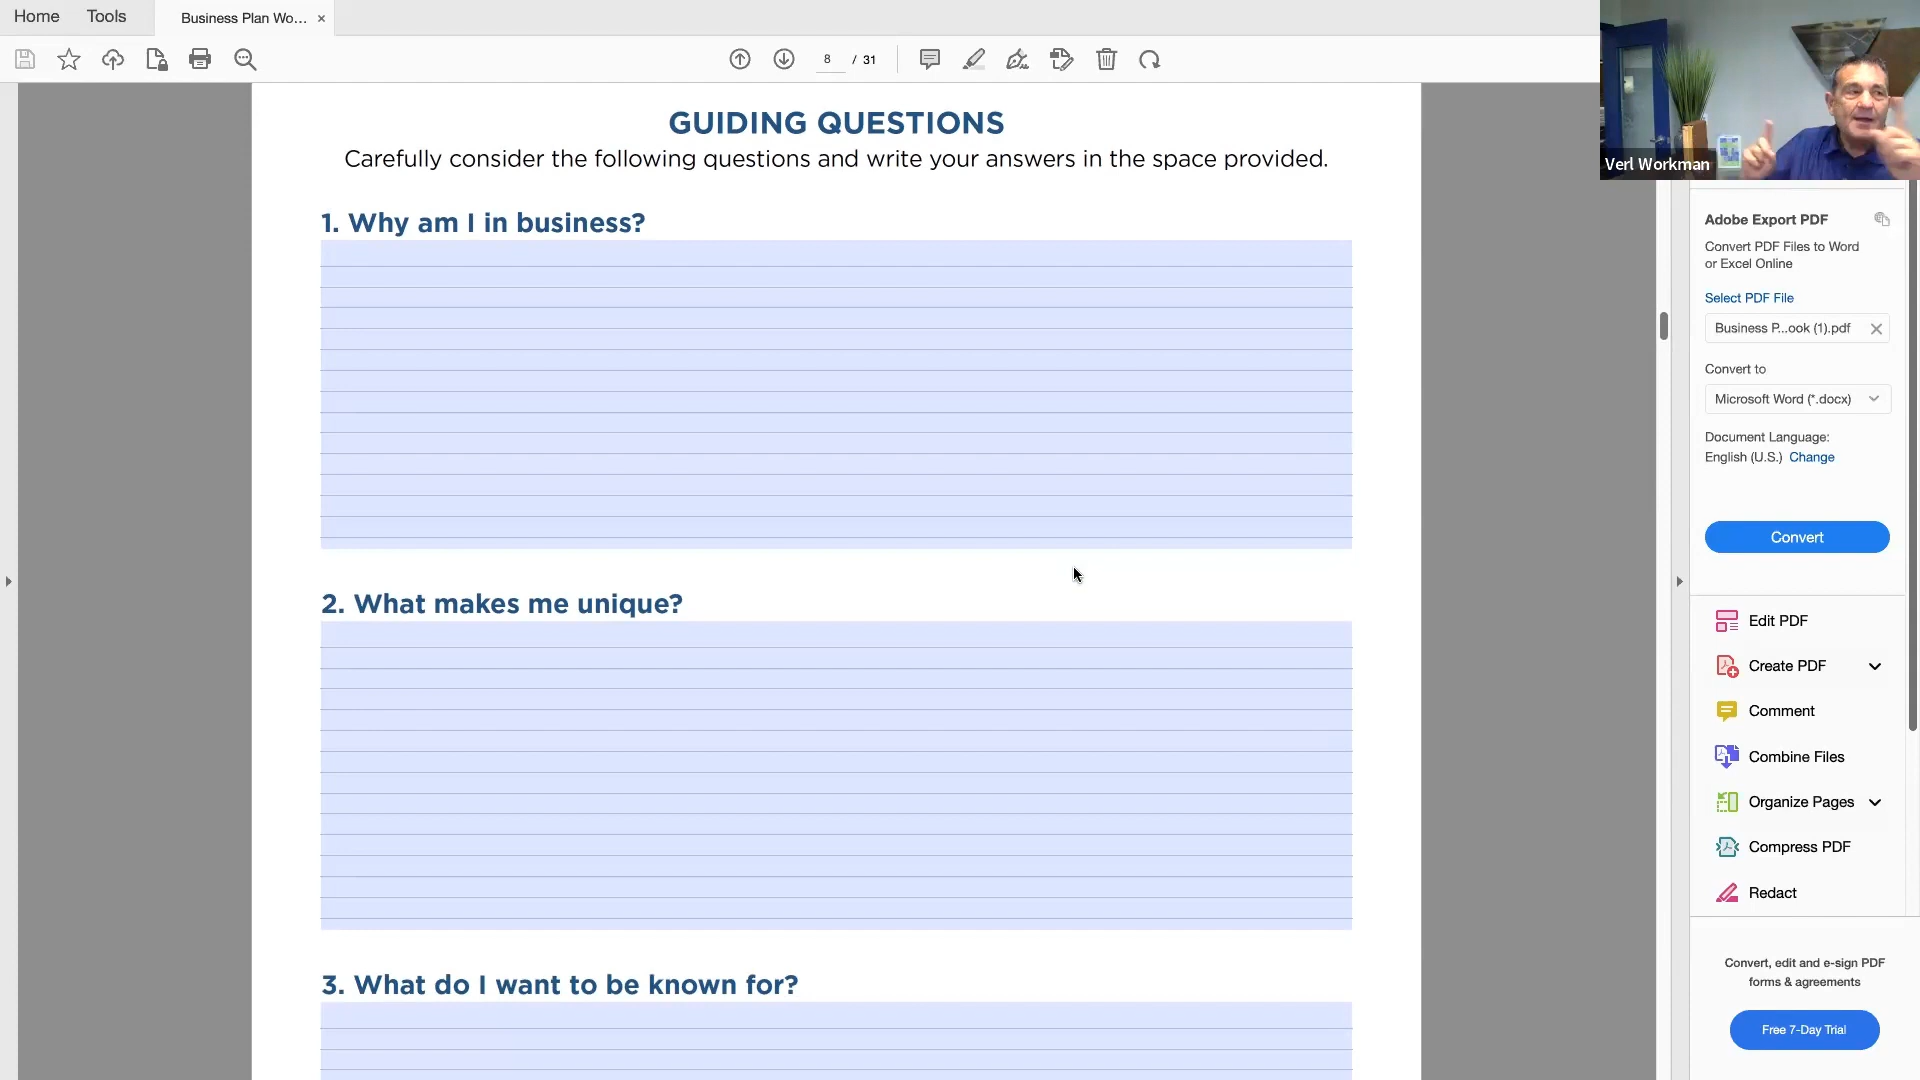 Home
Tools
Business Plan Wo... ×
8 / 31
Verl Workman
GUIDING QUESTIONS
Carefully consider the following questions and write your answers in the space provided.
1. Why am I in business?
2. What makes me unique?
3. What do I want to be known for?
Adobe Export PDF
Convert PDF Files to Word
or Excel Online
Select PDF File
Business P...ook (1).pdf
Convert to
Microsoft Word (*.docx)
Document Language:
English (U.S.) Change
Convert
Edit PDF
Create PDF
Comment
Combine Files
Organize Pages
Compress PDF
Redact
Convert, edit and e-sign PDF
forms & agreements
Free 7-Day Trial